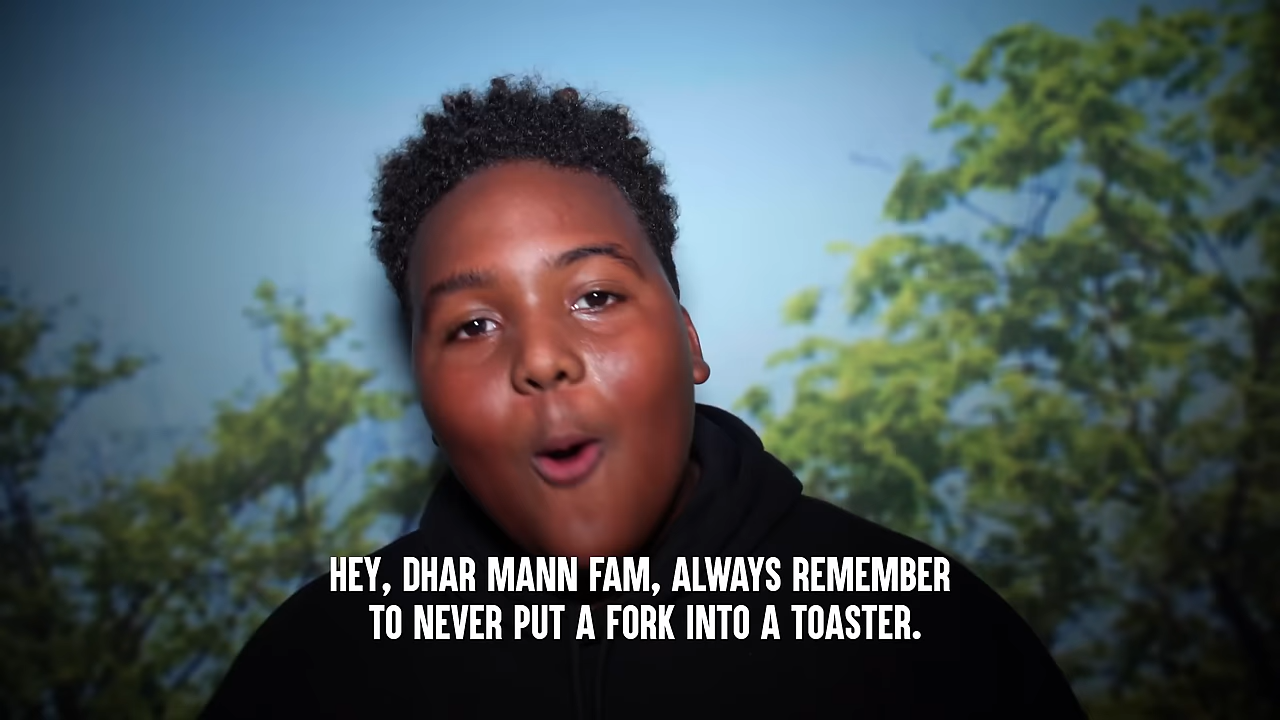 HEY, DHAR MANN FAM, ALWAYS REMEMBER
TO NEVER PUT A FORK INTO A TOASTER.